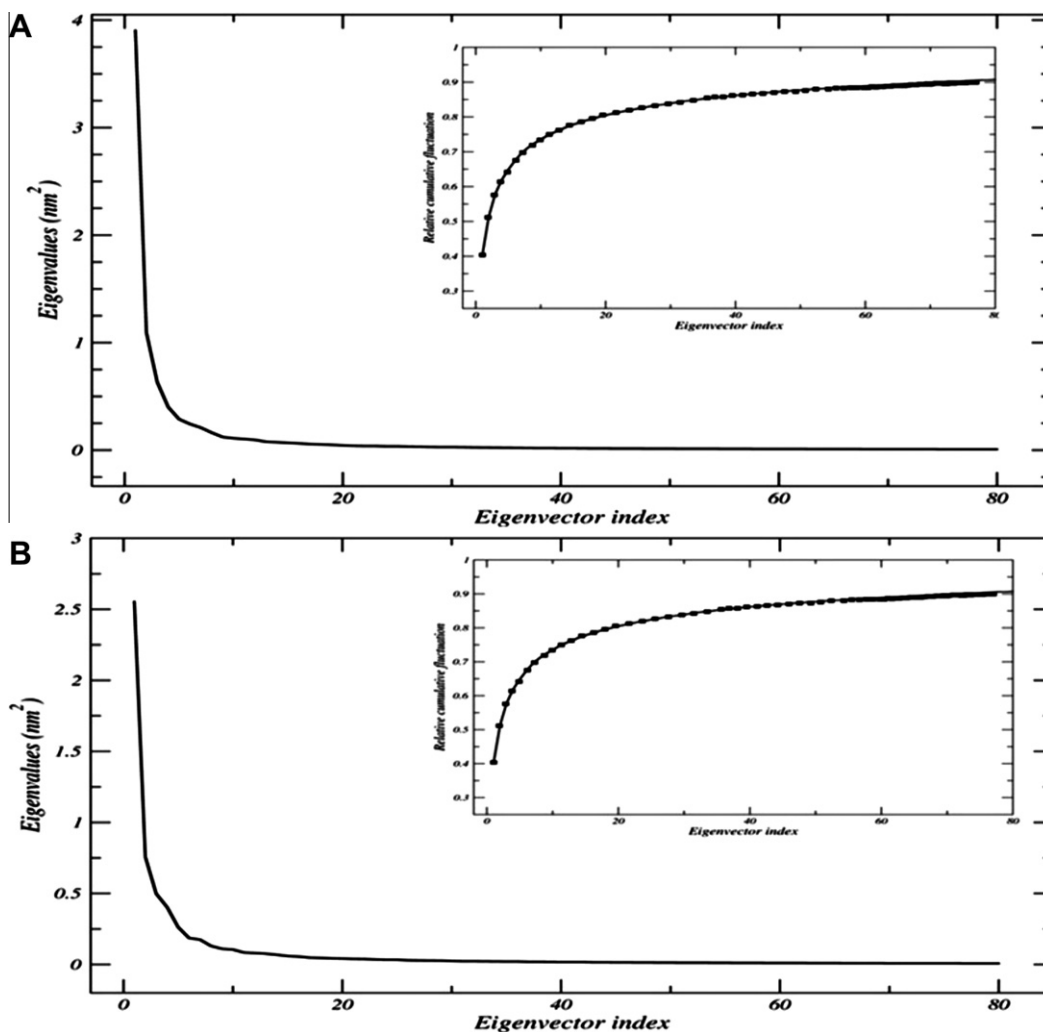 A
4
3
2
1
0
Eigenvalues (nm²)
0 20 40 60 80
Eigenvector index
1
0.9
0.8
0.7
0.6
0.5
0.4
0.3
Relative cumulative fluctuation
0 20 40 60 80
Eigenvector index
B
3
2.5
2
1.5
1
0.5
0
Eigenvalues (nm²)
0 20 40 60 80
Eigenvector index
1
0.9
0.8
0.7
0.6
0.5
0.4
0.3
Relative cumulative fluctuation
0 20 40 60 80
Eigenvector index